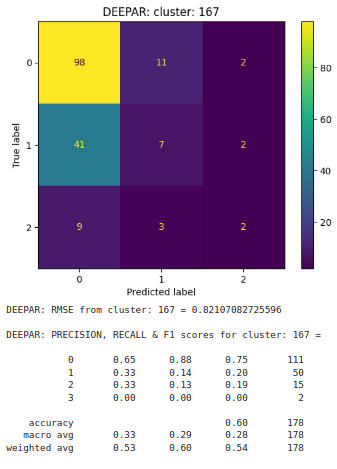 DEEPAR: cluster: 167
0 98 11 2
1 41 7 2
2 9 3 2
0 1 2
True label
Predicted label
80
60
40
20
DEEPAR: RMSE from cluster: 167 = 0.82107082725596
DEEPAR: PRECISION, RECALL & F1 scores for cluster: 167 =
0 0.65 0.88 0.75 111
1 0.33 0.14 0.20 50
2 0.33 0.13 0.19 15
3 0.00 0.00 0.00 2
accuracy 0.60 178
macro avg 0.33 0.29 0.28 178
weighted avg 0.53 0.60 0.54 178